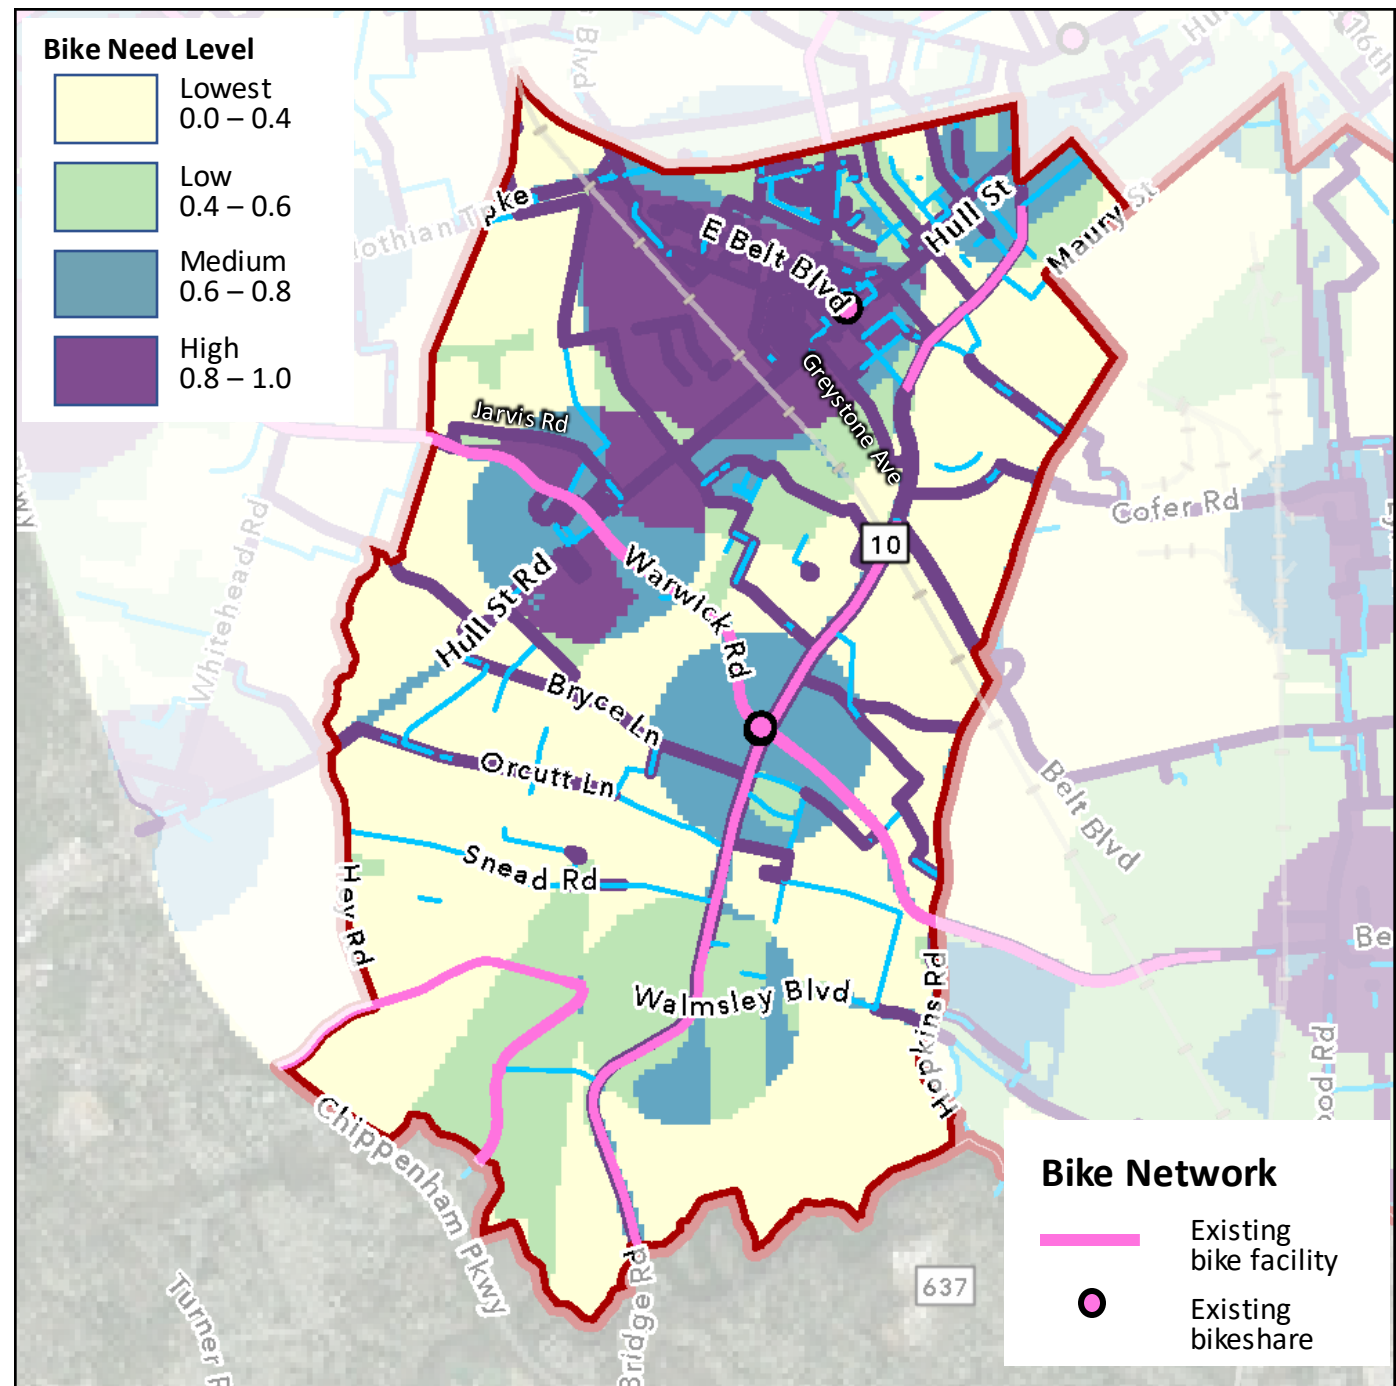 Bike Need Level
Lowest
0.0 – 0.4
Low
0.4 – 0.6
Medium
0.6 – 0.8
High
0.8 – 1.0
Blvd
Hull St
Maury St
16th
E Belt Blvd
Greystone Ave
Jarvis Rd
Cofer Rd
10
Whitehead Rd
Hull St Rd
Warwick Rd
Bryce Ln
Orcutt Ln
Belt Blvd
Snead Rd
Hey Rd
Walmsley Blvd
Hopkins Rd
Chippenham Pkwy
637
Turner
Bridge Rd
Bike Network
Existing
bike facility
Existing
bikeshare